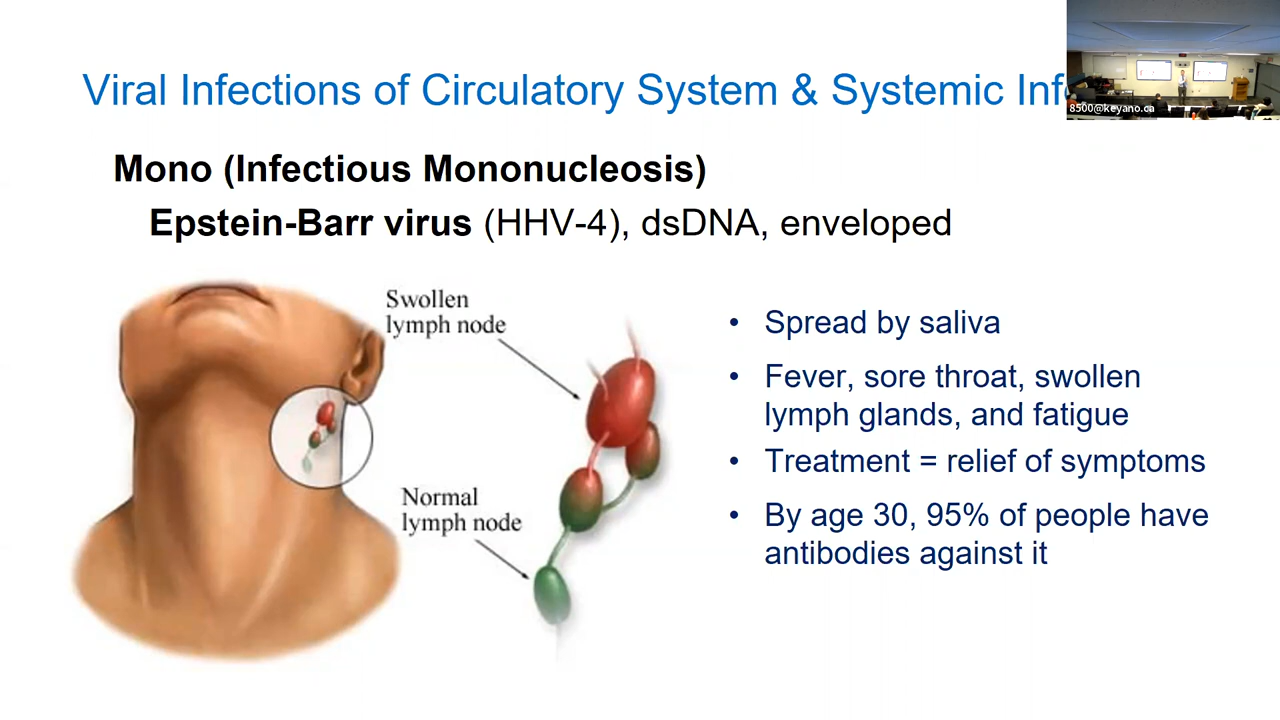 Viral Infections of Circulatory System & Systemic Inf
8500@keyano.ca
Mono (Infectious Mononucleosis)
Epstein-Barr virus (HHV-4), dsDNA, enveloped
Swollen
lymph node
Normal
lymph node
• Spread by saliva
• Fever, sore throat, swollen
lymph glands, and fatigue
• Treatment = relief of symptoms
• By age 30, 95% of people have
antibodies against it